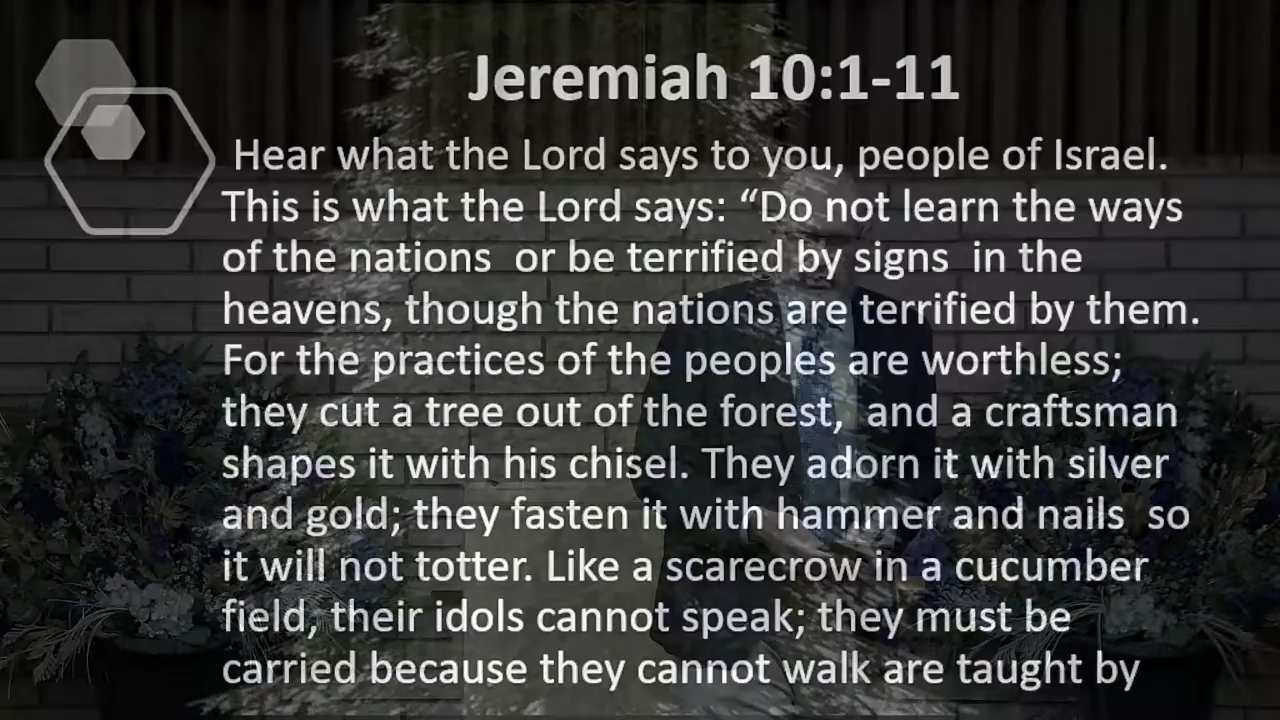 Jeremiah 10:1-11
Hear what the Lord says to you, people of Israel.
This is what the Lord says: “Do not learn the ways
of the nations or be terrified by signs in the
heavens, though the nations are terrified by them.
For the practices of the peoples are worthless;
they cut a tree out of the forest, and a craftsman
shapes it with his chisel. They adorn it with silver
and gold; they fasten it with hammer and nails so
it will not totter. Like a scarecrow in a cucumber
field, their idols cannot speak; they must be
carried because they cannot walk are taught by